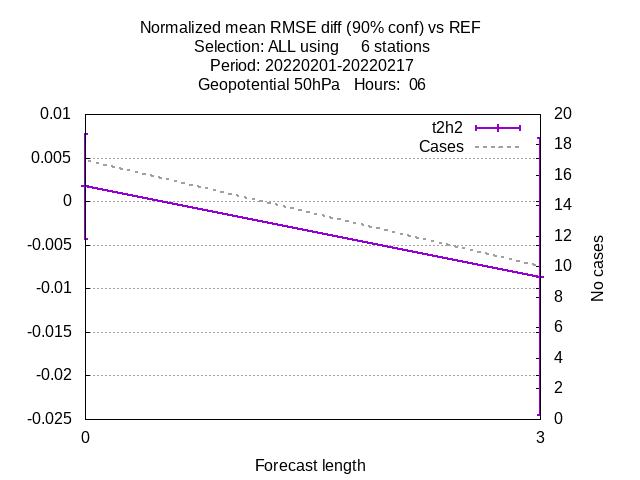 Normalized mean RMSE diff (90% conf) vs REF
Selection: ALL using     6 stations
Period: 20220201-20220217
Geopotential 50hPa   Hours:  06
t2h2
Cases
0.01
0.005
0
-0.005
-0.01
-0.015
-0.02
-0.025
20
18
16
14
12
10
8
6
4
2
0
No cases
0
3
Forecast length